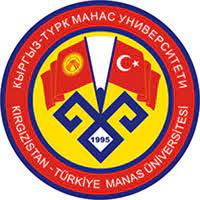 КЫРГЫЗ-ТҮРК МАНАС УНИВЕРСИТЕТИ
1995
KIRGIZİSTAN - TÜRKİYE MANAS ÜNİVERSİTESİ